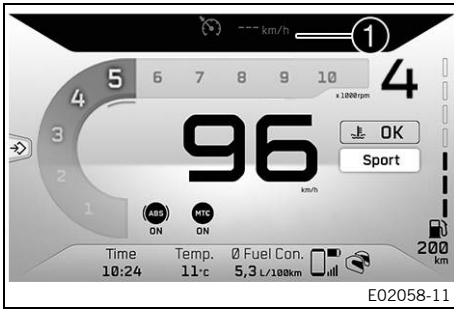 --- km/h
1
1 2 3 4 5 6 7 8 9 10
x 1000rpm
4
96
km/h
OK
Sport
ABS
ON
MTC
ON
Time
10:24
Temp.
11°C
Ø Fuel Con.
5,3 L/100km
200
km
E02058-11